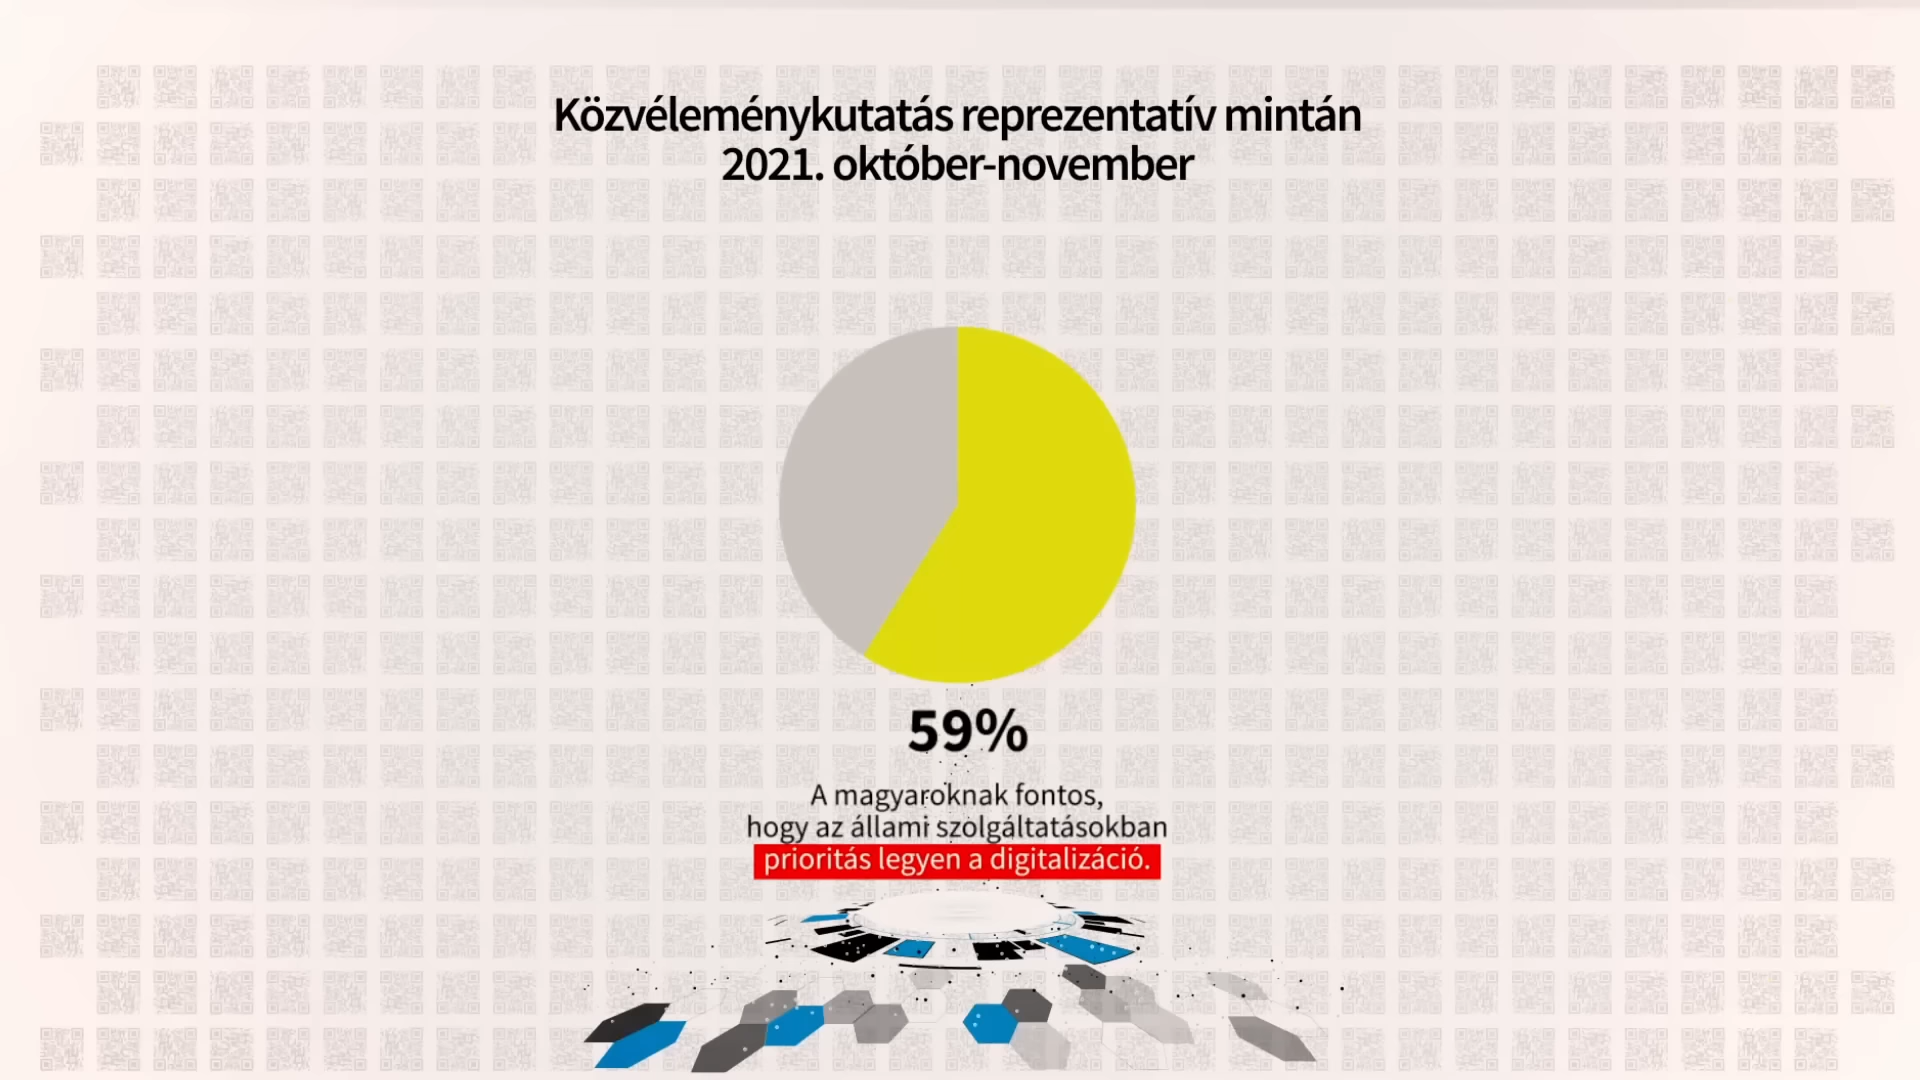 Közvéleménykutatás reprezentatív mintán
2021. október-november
59%
A magyaroknak fontos,
hogy az állami szolgáltatásokban
prioritás legyen a digitalizáció.